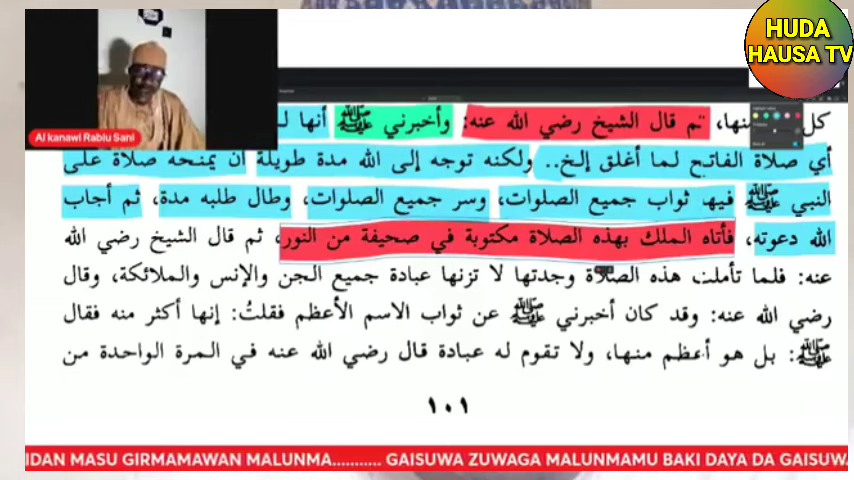 HUDA
HAUSA TV
Al kanawi Rabiu Sani
كل منها، ثم قال الشيخ رضي الله عنه: وأخبرني ﷺ أنها
أي صلاة الفاتح لما أغلق إلخ.. ولكنه توجه إلى الله مدة طويلة أن يمنحه صلاة على
النبي ﷺ فيها ثواب جميع الصلوات، وسر جميع الصلوات، وطال طلبه مدة، ثم أجاب
الله دعوته، فأتاه الملك بهذه الصلاة مكتوبة في صحيفة من النور، ثم قال الشيخ رضي الله
عنه: فلما تأملت هذه الصلاة وجدتها لا تزنها عبادة جميع الجن والإنس والملائكة، وقال
رضي الله عنه: وقد كان أخبرني ﷺ عن ثواب الاسم الأعظم فقلتُ: إنها أكثر منه فقال
ﷺ: بل هو أعظم منها، ولا تقوم له عبادة قال رضي الله عنه في المرة الواحدة من
١٠١
IDAN MASU GIRMAMAWAN MALUNMA........... GAISUWA ZUWAGA MALUNMAMU BAKI DAYA DA GAISUWA